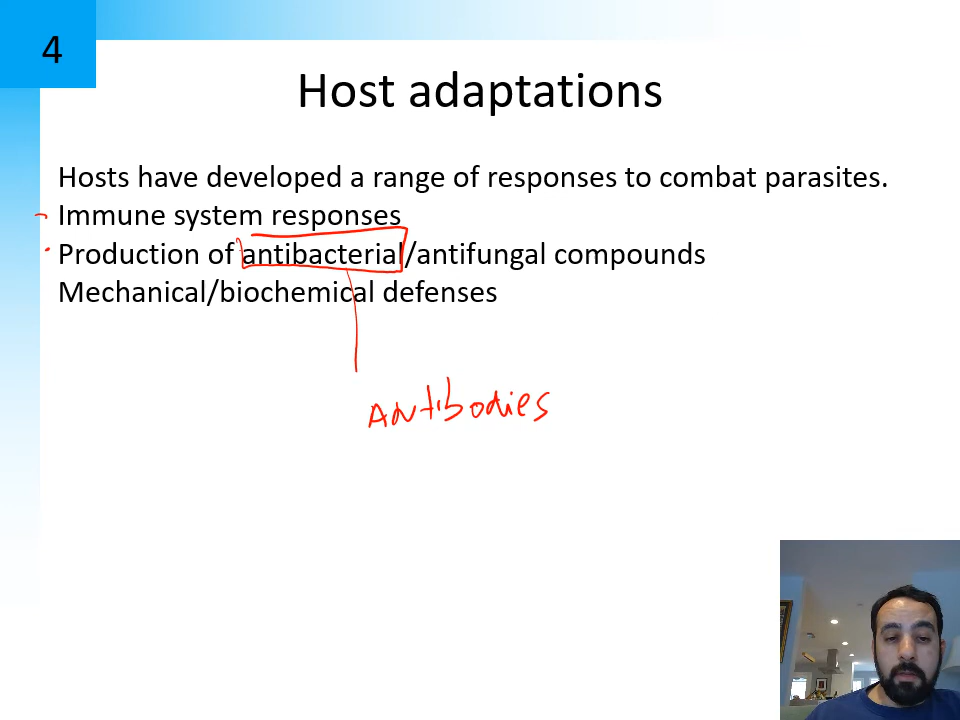 4
Host adaptations
Hosts have developed a range of responses to combat parasites.
Immune system responses
Production of antibacterial/antifungal compounds
Mechanical/biochemical defenses
Antibodies